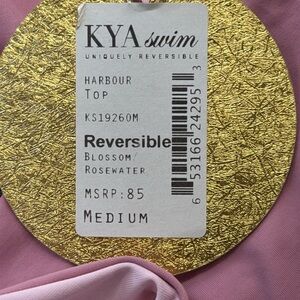 KYA swim
UNIQUELY REVERSIBLE
HARBOUR
TOP
KS19260M
Reversible
BLOSSOM/
ROSEWATER
MSRP:85
MEDIUM
6 53166 24295 3